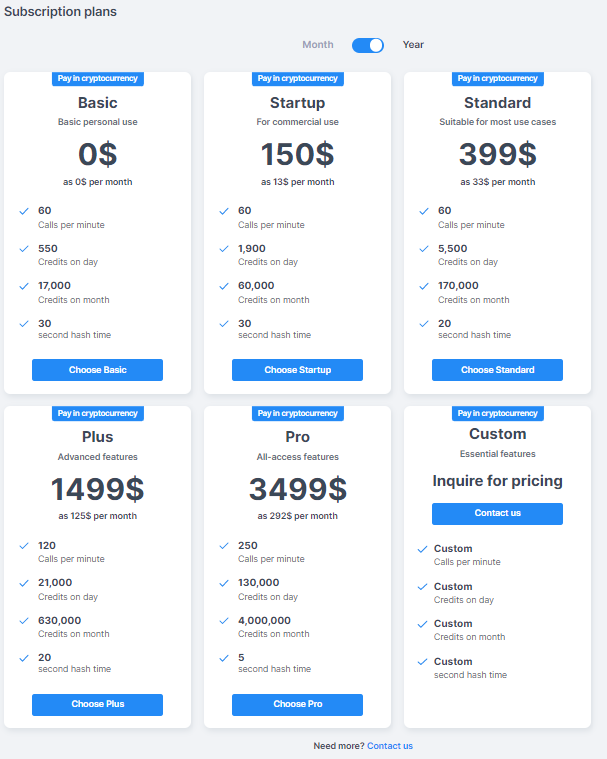 Subscription plans
Month Year
Pay in cryptocurrency
Basic
Basic personal use
0$
as 0$ per month
60
Calls per minute
550
Credits on day
17,000
Credits on month
30
second hash time
Choose Basic
Pay in cryptocurrency
Startup
For commercial use
150$
as 13$ per month
60
Calls per minute
1,900
Credits on day
60,000
Credits on month
30
second hash time
Choose Startup
Pay in cryptocurrency
Standard
Suitable for most use cases
399$
as 33$ per month
60
Calls per minute
5,500
Credits on day
170,000
Credits on month
20
second hash time
Choose Standard
Pay in cryptocurrency
Plus
Advanced features
1499$
as 125$ per month
120
Calls per minute
21,000
Credits on day
630,000
Credits on month
20
second hash time
Choose Plus
Pay in cryptocurrency
Pro
All-access features
3499$
as 292$ per month
250
Calls per minute
130,000
Credits on day
4,000,000
Credits on month
5
second hash time
Choose Pro
Pay in cryptocurrency
Custom
Essential features
Inquire for pricing
Contact us
Custom
Calls per minute
Custom
Credits on day
Custom
Credits on month
Custom
second hash time
Need more? Contact us